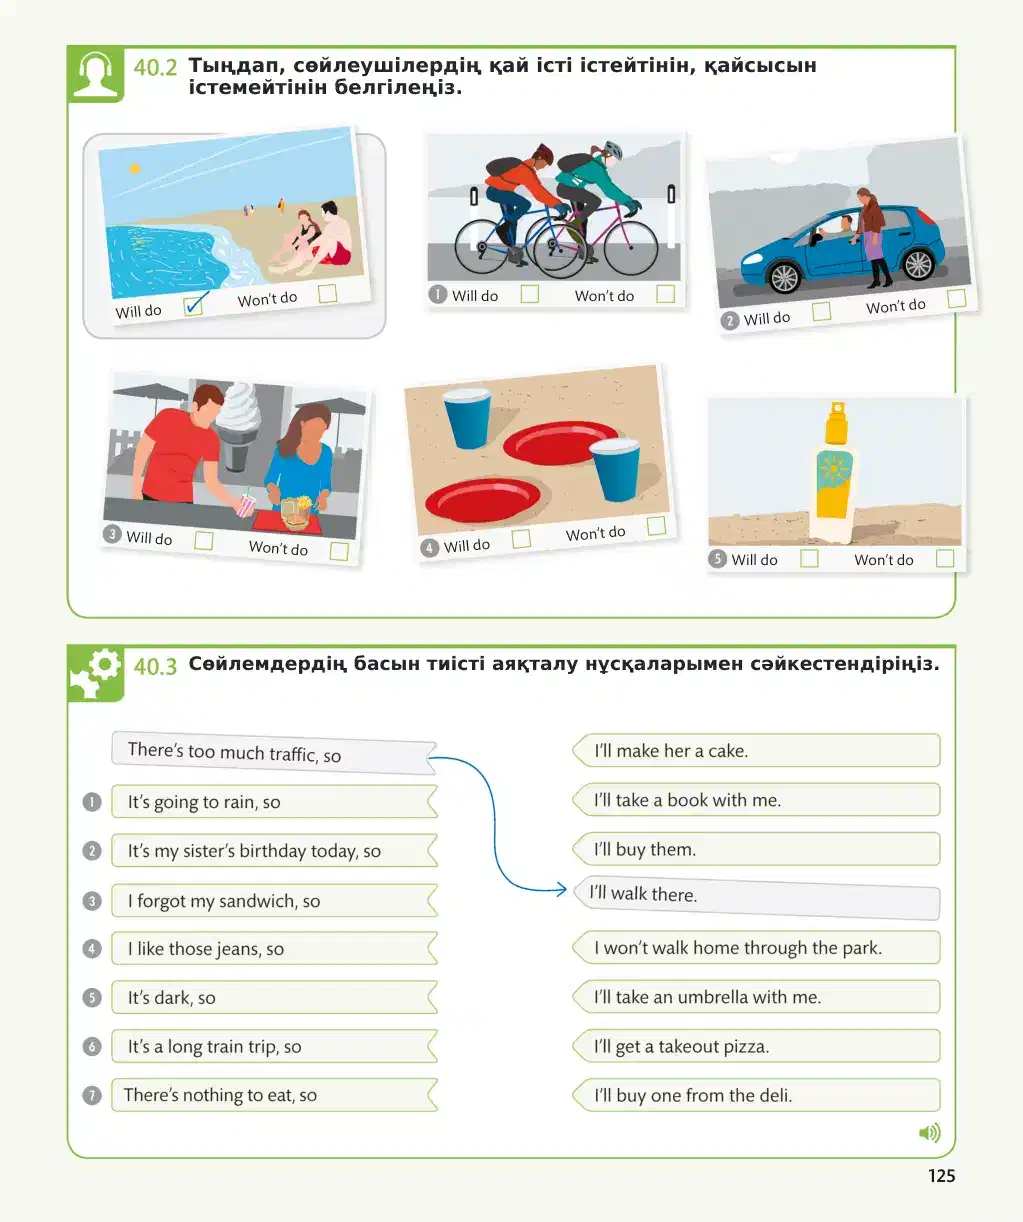 40.2 Тыңдап, сөйлеушілердің қай істі істейтінін, қайсысын
істемейтінін белгілеңіз.
Will do Won't do
1 Will do Won't do
2 Will do Won't do
3 Will do Won't do
4 Will do Won't do
5 Will do Won't do
40.3 Сөйлемдердің басын тиісті аяқталу нұсқаларымен сәйкестендіріңіз.
There's too much traffic, so
1 It's going to rain, so
2 It's my sister's birthday today, so
3 I forgot my sandwich, so
4 I like those jeans, so
5 It's dark, so
6 It's a long train trip, so
7 There's nothing to eat, so
I'll make her a cake.
I'll take a book with me.
I'll buy them.
I'll walk there.
I won't walk home through the park.
I'll take an umbrella with me.
I'll get a takeout pizza.
I'll buy one from the deli.
125